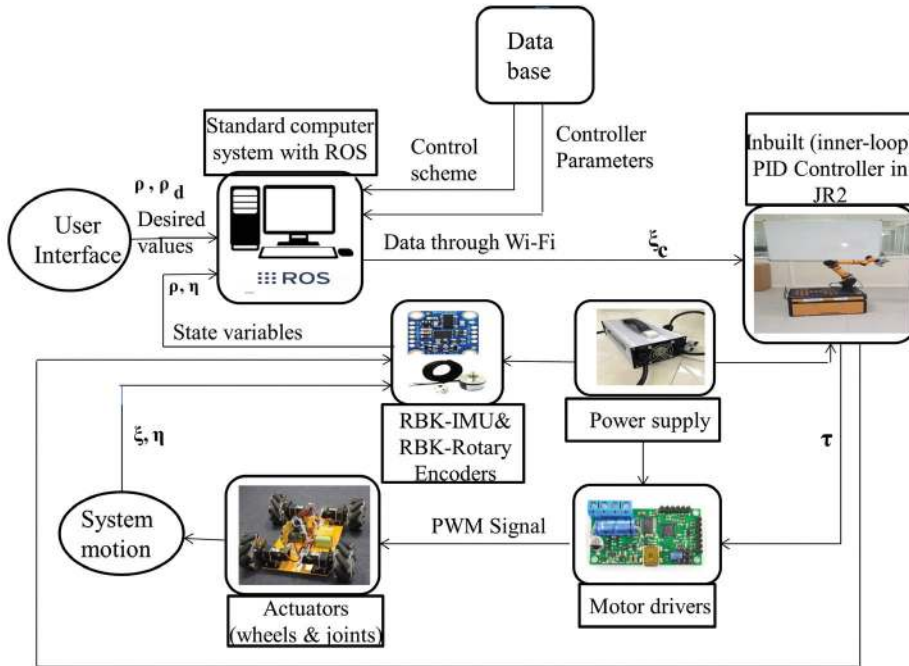 Data
base
Standard computer
system with ROS
Control
scheme
Controller
Parameters
Inbuilt (inner-loop
PID Controller in
JR2
ρ , ρd
Desired
values
User
Interface
ROS
Data through Wi-Fi
ξc
ρ, η
State variables
RBK-IMU&
RBK-Rotary
Encoders
Power supply
τ
ξ, η
System
motion
PWM Signal
Actuators
(wheels & joints)
Motor drivers